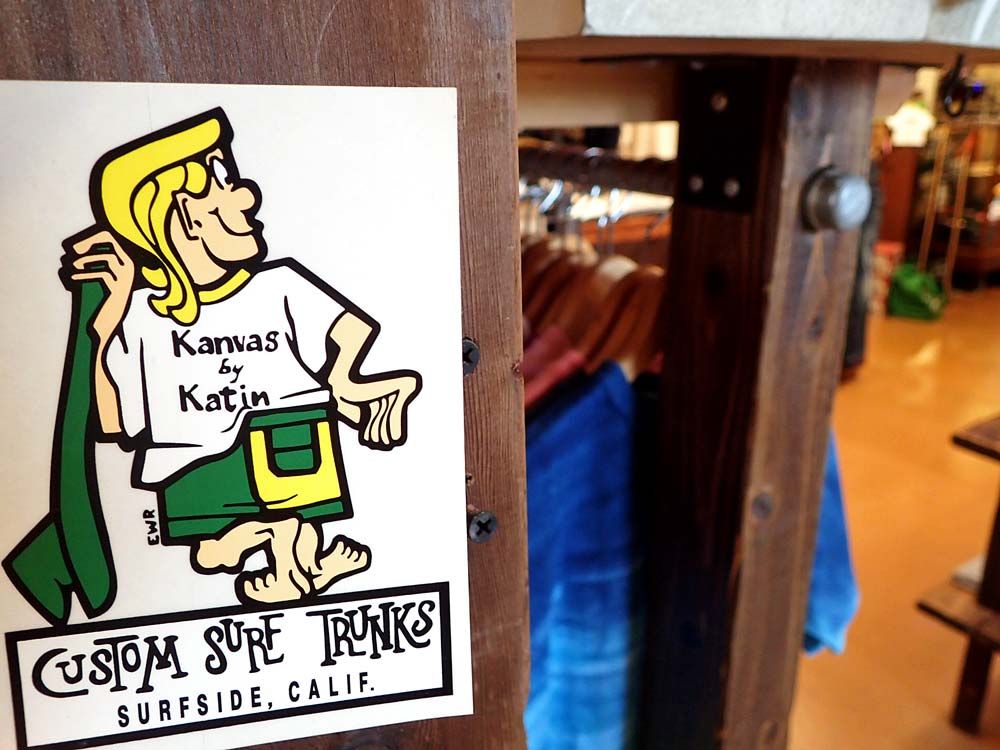 Kanvas
by
Katin
EWR
CUSTOM SURF TRUNKS
SURFSIDE, CALIF.